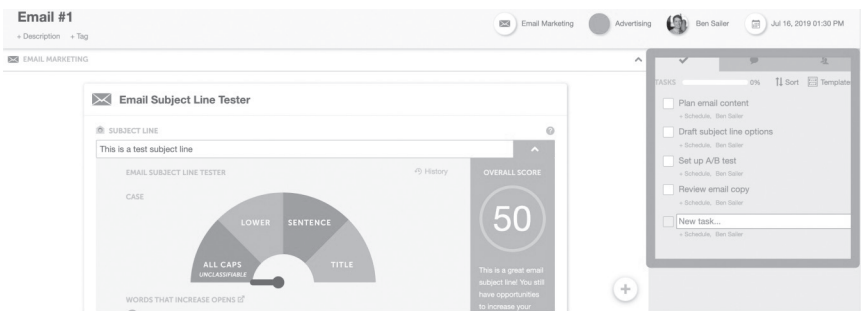 Email #1
+ Description + Tag
Email Marketing
Advertising
Ben Sailer
Jul 16, 2019 01:30 PM
EMAIL MARKETING
Email Subject Line Tester
SUBJECT LINE
This is a test subject line
EMAIL SUBJECT LINE TESTER
History
CASE
LOWER
SENTENCE
ALL CAPS
UNCLASSIFIABLE
TITLE
WORDS THAT INCREASE OPENS
OVERALL SCORE
50
This is a great email
subject line! You still
have opportunities
to increase your
TASKS 0% Sort Template
Plan email content
+ Schedule, Ben Sailer
Draft subject line options
+ Schedule, Ben Sailer
Set up A/B test
+ Schedule, Ben Sailer
Review email copy
+ Schedule, Ben Sailer
New task...
+ Schedule, Ben Sailer